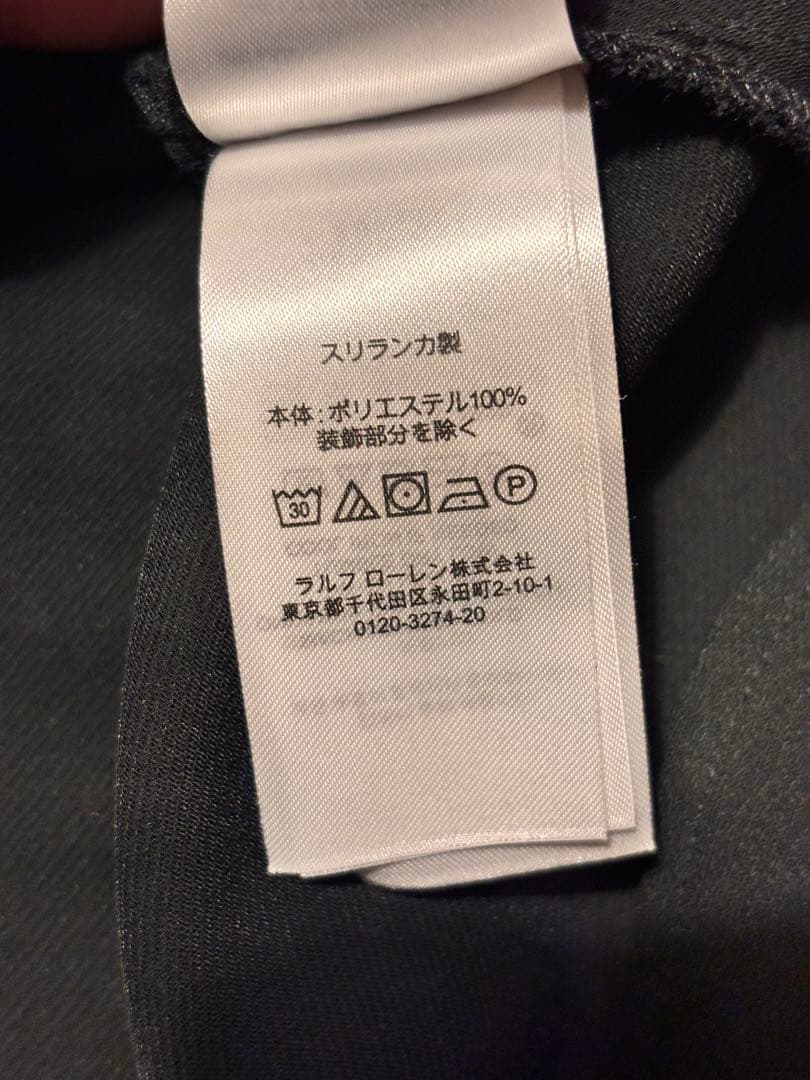 スリランカ製
本体:ポリエステル100%
装飾部分を除く
30 P
ラルフ ローレン株式会社
東京都千代田区永田町2-10-1
0120-3274-20